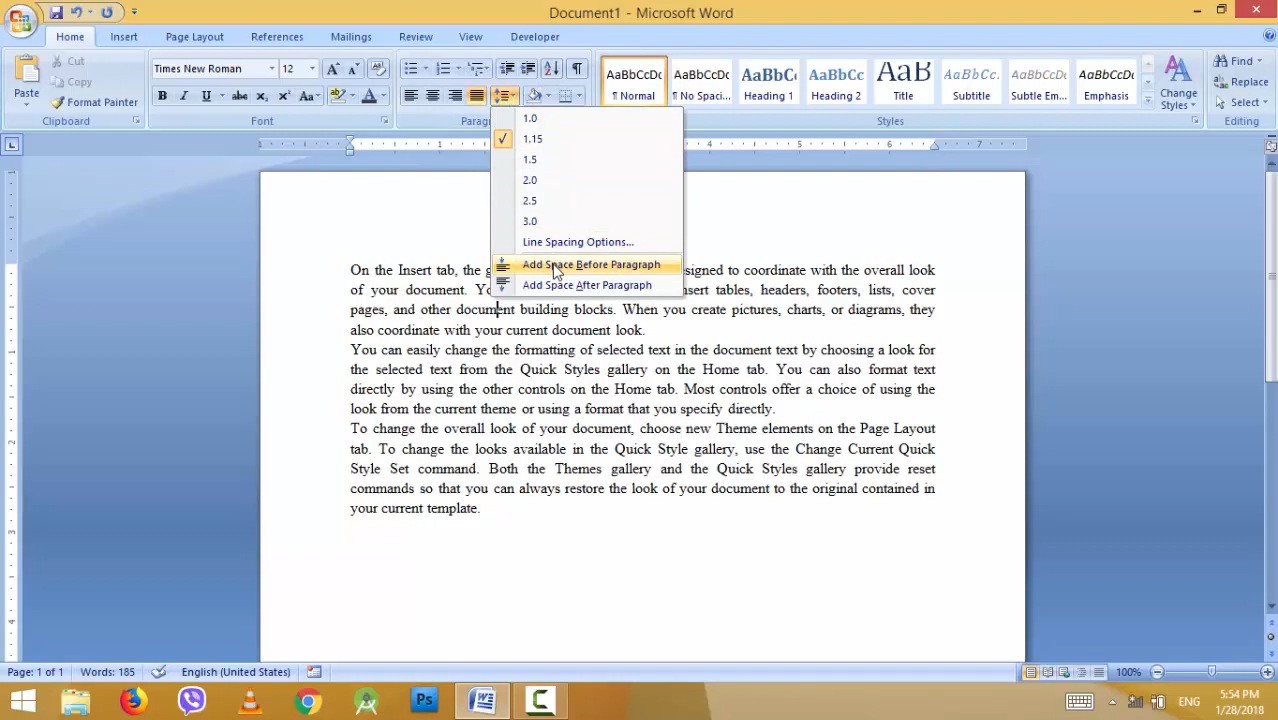 Document1 - Microsoft Word
Home Insert Page Layout References Mailings Review View Developer
Paste
Cut
Copy
Format Painter
Clipboard
Times New Roman 12
Font
Parag
AaBbCcDc AaBbCcDc AaBbCc AaBbCc AaB AaBbCc. AaBbCcDc AaBbCcDc
¶ Normal ¶ No Spaci... Heading 1 Heading 2 Title Subtitle Subtle Em... Emphasis
Styles
Change Styles
Find
Replace
Select
Editing
1.0
1.15
1.5
2.0
2.5
3.0
Line Spacing Options...
Add Space Before Paragraph
Add Space After Paragraph
1 1 4 5 6 7
On the Insert tab, the g signed to coordinate with the overall look
of your document. Yo nsert tables, headers, footers, lists, cover
pages, and other document building blocks. When you create pictures, charts, or diagrams, they
also coordinate with your current document look.
You can easily change the formatting of selected text in the document text by choosing a look for
the selected text from the Quick Styles gallery on the Home tab. You can also format text
directly by using the other controls on the Home tab. Most controls offer a choice of using the
look from the current theme or using a format that you specify directly.
To change the overall look of your document, choose new Theme elements on the Page Layout
tab. To change the looks available in the Quick Style gallery, use the Change Current Quick
Style Set command. Both the Themes gallery and the Quick Styles gallery provide reset
commands so that you can always restore the look of your document to the original contained in
your current template.
Page: 1 of 1 Words: 185 English (United States) 100%
Ps
ENG
5:54 PM
1/28/2018